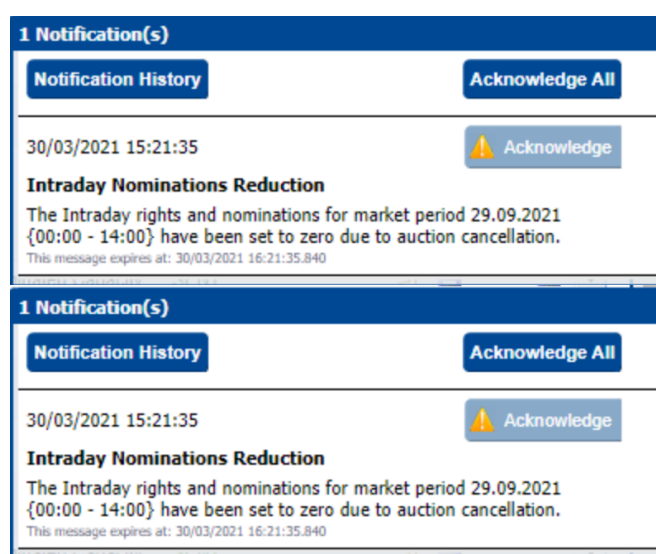 1 Notification(s)
Notification History
Acknowledge All
30/03/2021 15:21:35
Acknowledge
Intraday Nominations Reduction
The Intraday rights and nominations for market period 29.09.2021
{00:00 - 14:00} have been set to zero due to auction cancellation.
This message expires at: 30/03/2021 16:21:35.840
1 Notification(s)
Notification History
Acknowledge All
30/03/2021 15:21:35
Acknowledge
Intraday Nominations Reduction
The Intraday rights and nominations for market period 29.09.2021
{00:00 - 14:00} have been set to zero due to auction cancellation.
This message expires at: 30/03/2021 16:21:35.840